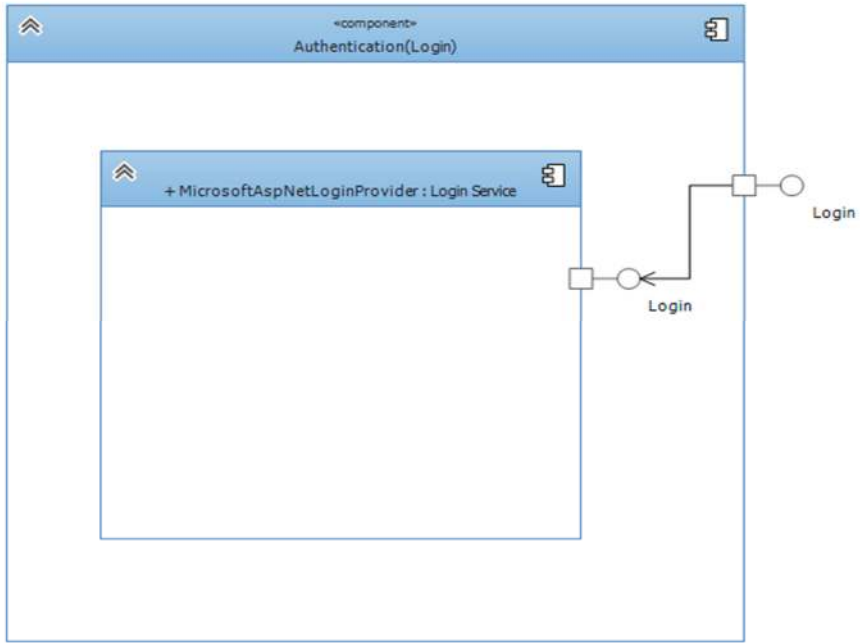 «component»
Authentication(Login)
+ MicrosoftAspNetLoginProvider : Login Service
Login
Login